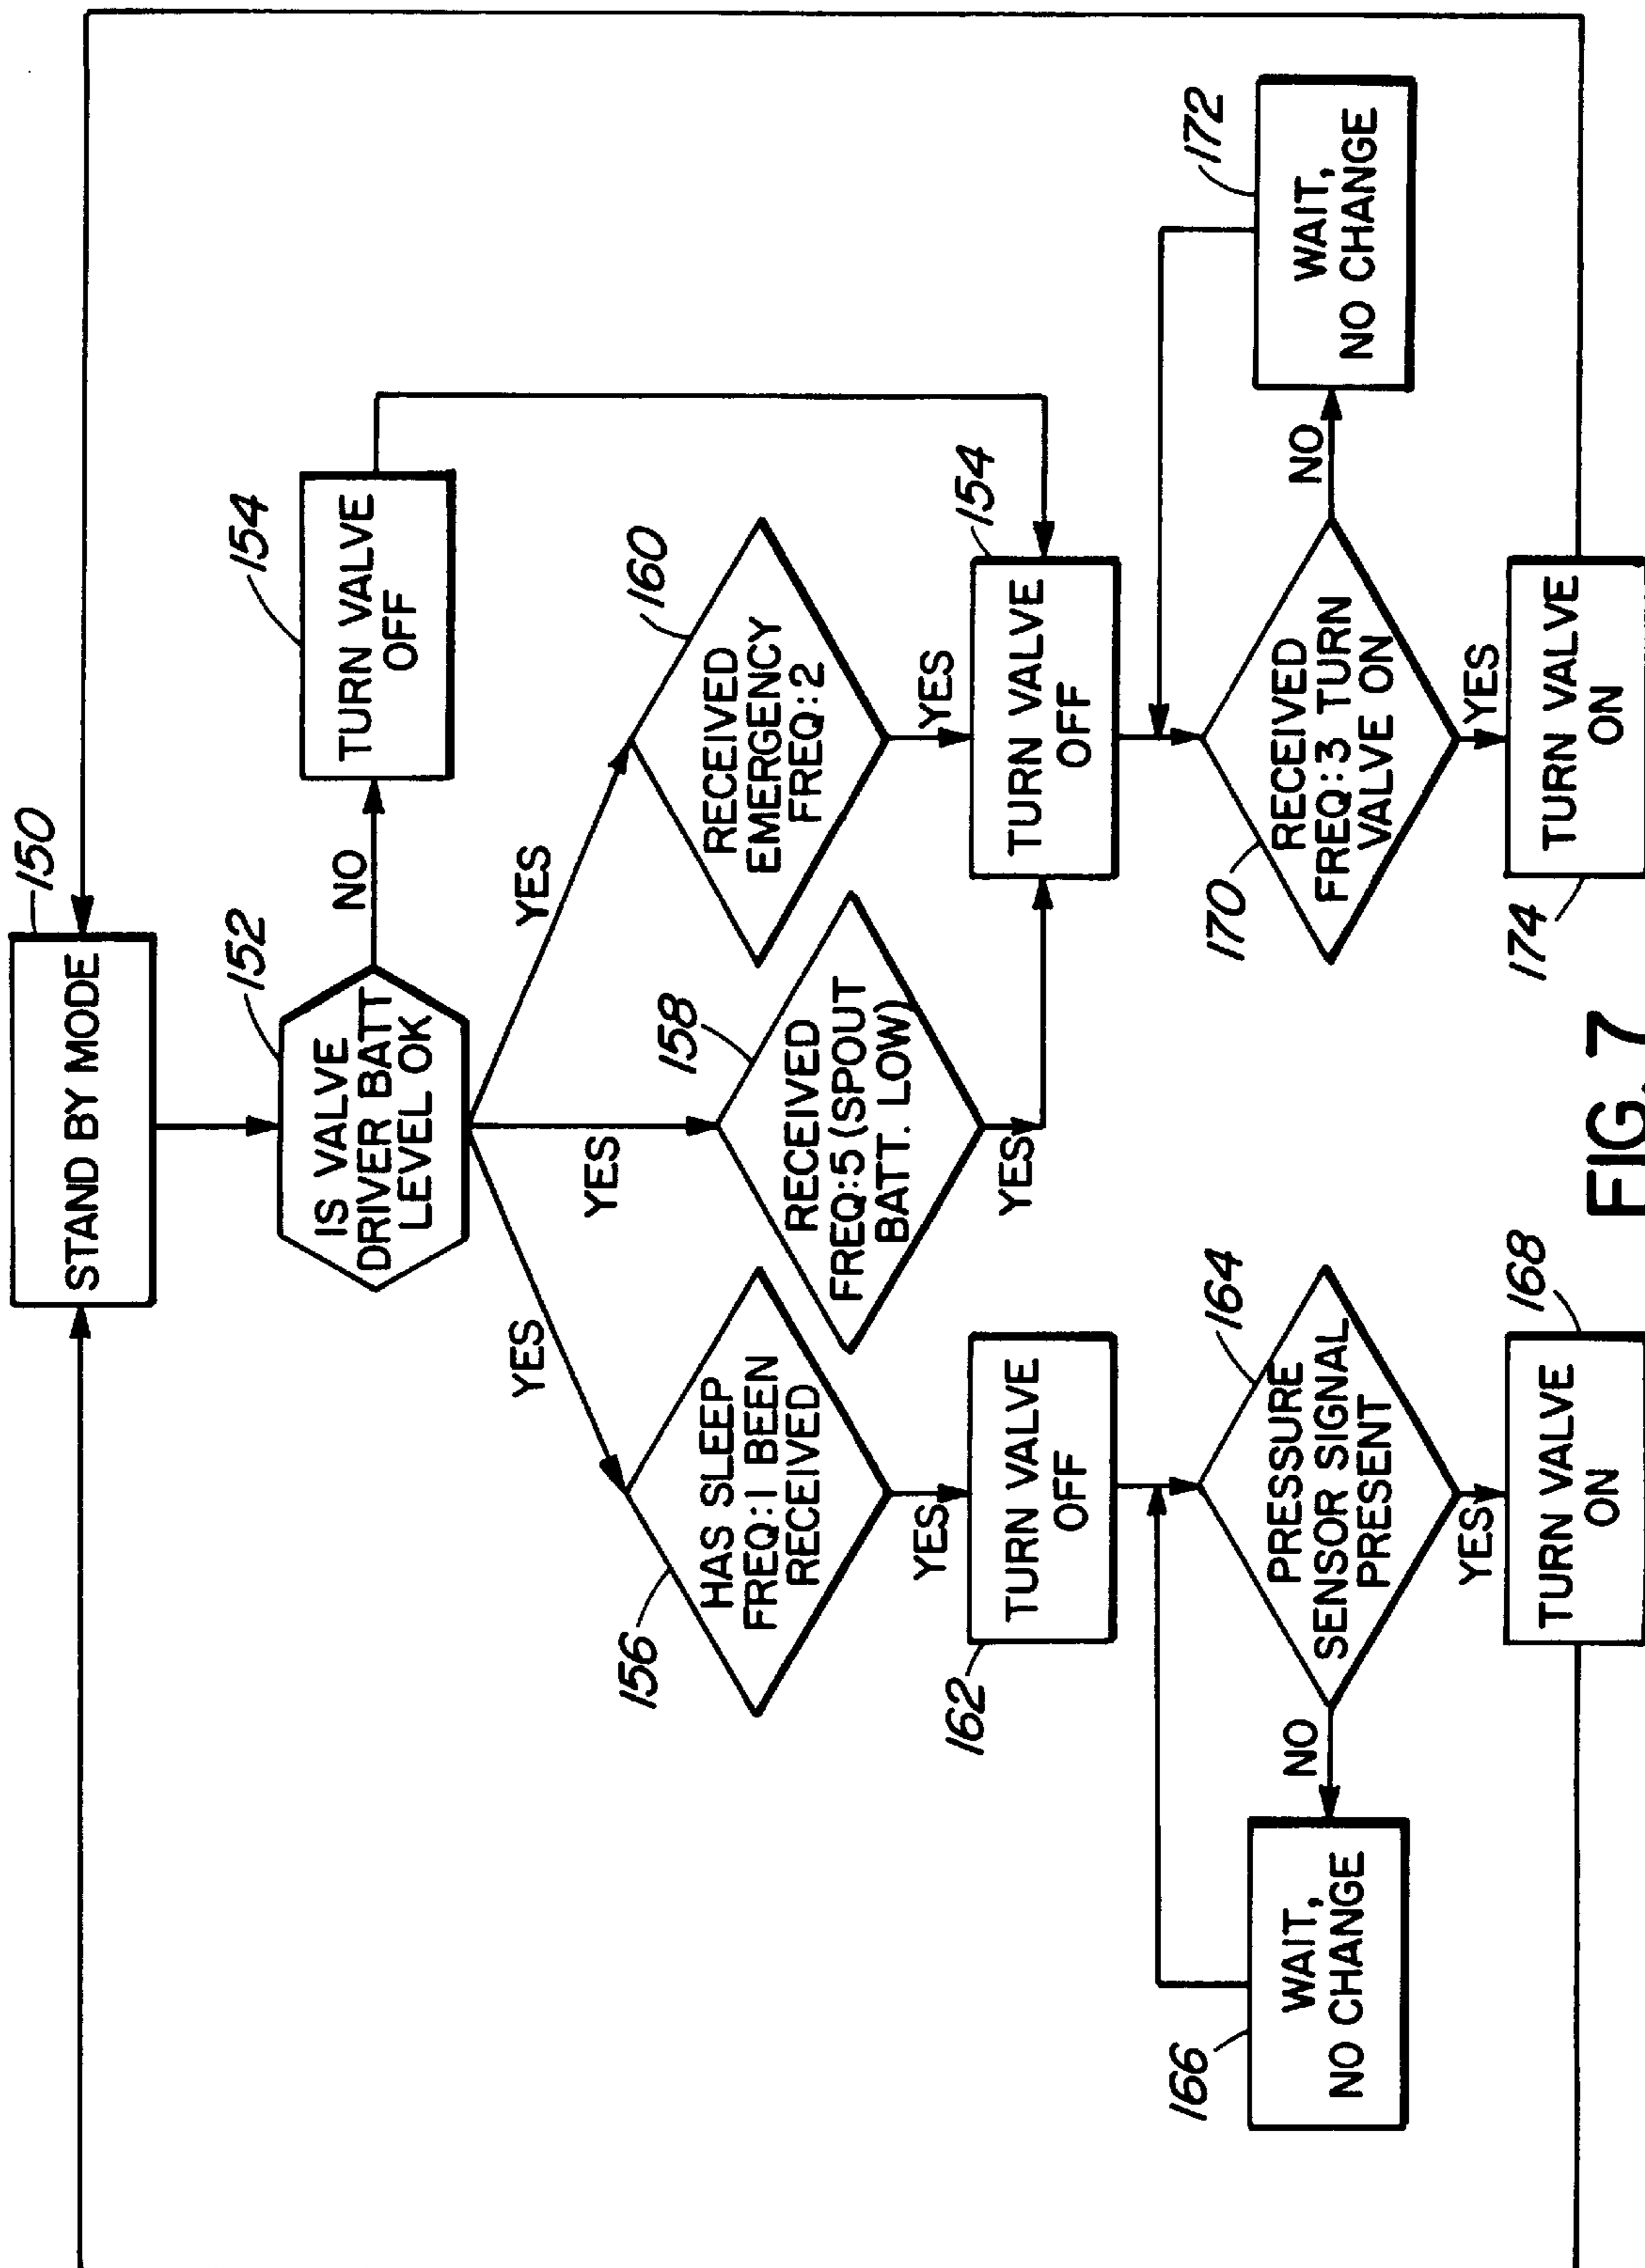 150
STAND BY MODE
152
IS VALVE
DRIVER BATT
LEVEL OK
NO
154
TURN VALVE
OFF
YES
YES
YES
156
HAS SLEEP
FREQ:1 BEEN
RECEIVED
158
RECEIVED
FREQ:5 (SPOUT
BATT. LOW)
160
RECEIVED
EMERGENCY
FREQ:2
YES
YES
YES
162
TURN VALVE
OFF
154
TURN VALVE
OFF
164
PRESSURE
SENSOR SIGNAL
PRESENT
NO
166
WAIT,
NO CHANGE
YES
168
TURN VALVE
ON
170
RECEIVED
FREQ:3 TURN
VALVE ON
NO
172
WAIT,
NO CHANGE
YES
174
TURN VALVE
ON
FIG. 7